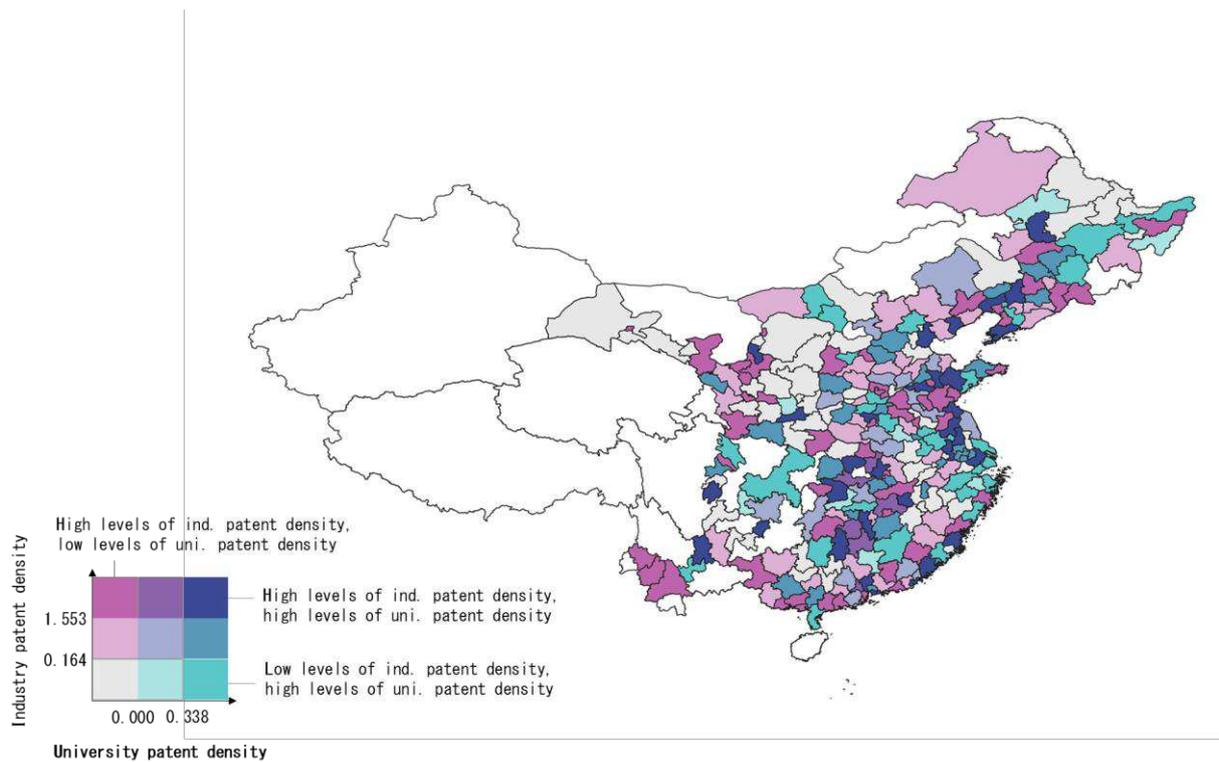 High levels of ind. patent density,
low levels of uni. patent density
Industry patent density
High levels of ind. patent density,
high levels of uni. patent density
1.553
0.164
Low levels of ind. patent density,
high levels of uni. patent density
0.000 0.338
University patent density